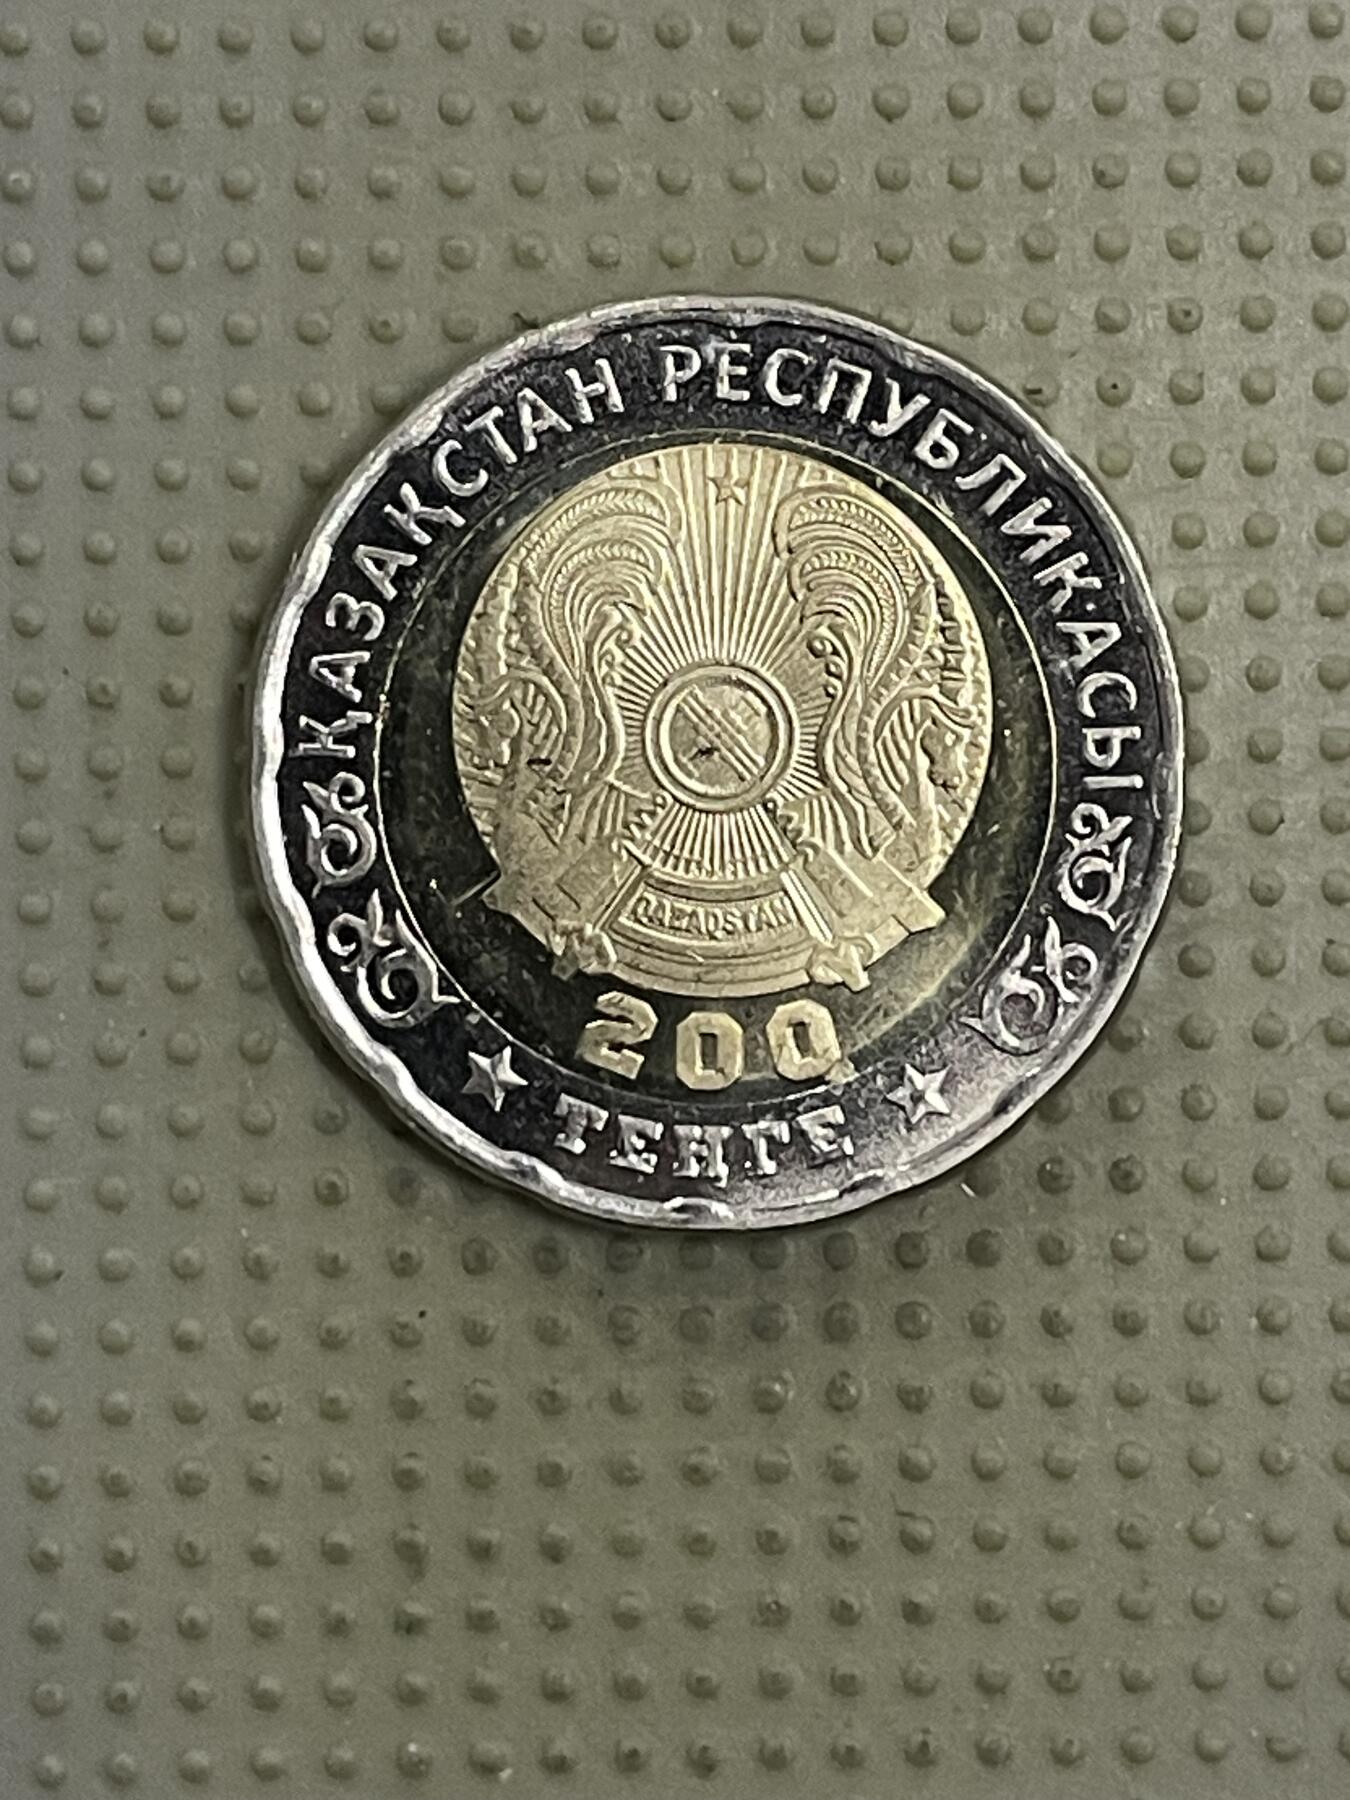 ҚАЗАҚСТАН РЕСПУБЛИКАСЫ
QAZAQSTAN
200
ТЕҢГЕ